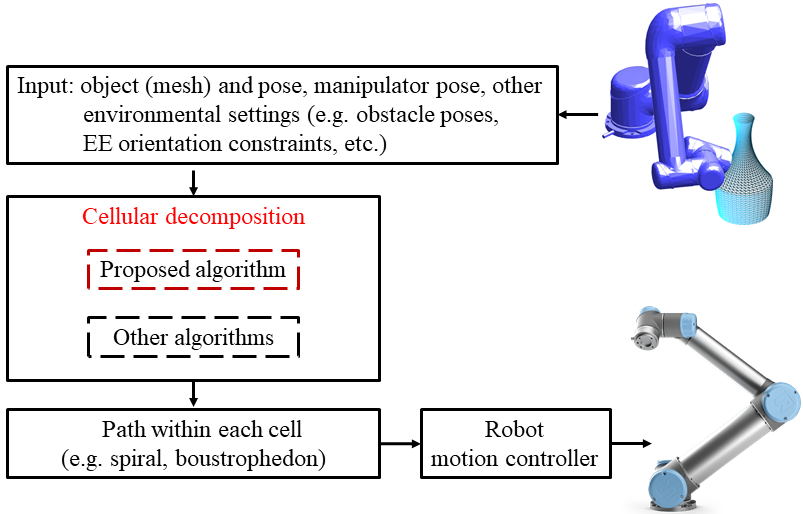 Input: object (mesh) and pose, manipulator pose, other
environmental settings (e.g. obstacle poses,
EE orientation constraints, etc.)
Cellular decomposition
Proposed algorithm
Other algorithms
Path within each cell
(e.g. spiral, boustrophedon)
Robot
motion controller